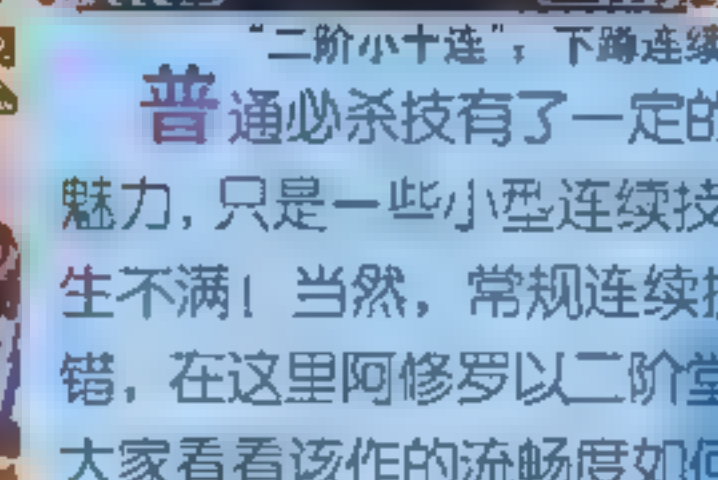 “二阶小十连”；下蹲连续
普通必杀技有了一定的
魅力，只是一些小型连续技
生不满！当然，常规连续技
错，在这里阿修罗以二阶堂
大家看看该作的流畅度如何